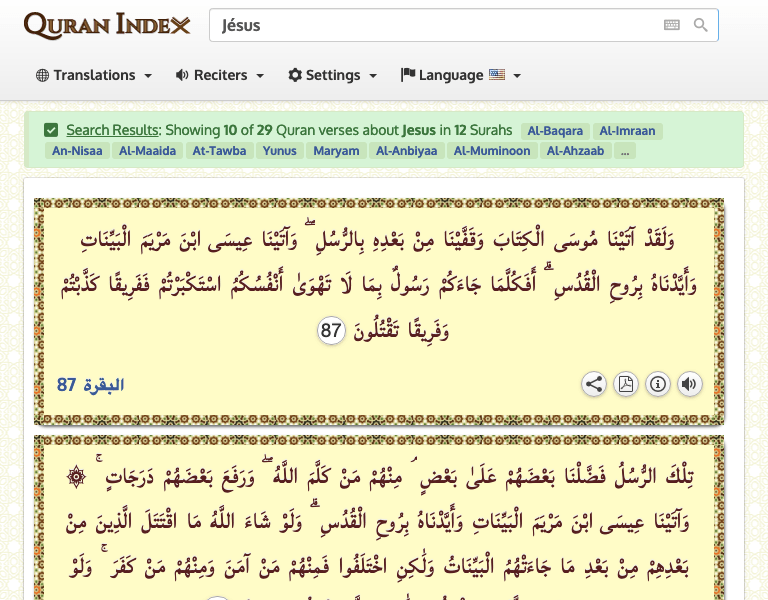 Quran Index
Jésus
Translations Reciters Settings Language
Search Results: Showing 10 of 29 Quran verses about Jesus in 12 Surahs Al-Baqara Al-Imraan
An-Nisaa Al-Maaida At-Tawba Yunus Maryam Al-Anbiyaa Al-Muminoon Al-Ahzaab ...
وَلَقَدْ آتَيْنَا مُوسَى الْكِتَابَ وَقَفَّيْنَا مِنْ بَعْدِهِ بِالرُّسُلِ ۖ وَآتَيْنَا عِيسَى ابْنَ مَرْيَمَ الْبَيِّنَاتِ
وَأَيَّدْنَاهُ بِرُوحِ الْقُدُسِ ۗ أَفَكُلَّمَا جَاءَكُمْ رَسُولٌ بِمَا لَا تَهْوَىٰ أَنْفُسُكُمُ اسْتَكْبَرْتُمْ فَفَرِيقًا كَذَّبْتُمْ
وَفَرِيقًا تَقْتُلُونَ 87
البقرة 87
۞ تِلْكَ الرُّسُلُ فَضَّلْنَا بَعْضَهُمْ عَلَىٰ بَعْضٍ ۘ مِنْهُمْ مَنْ كَلَّمَ اللَّهُ ۖ وَرَفَعَ بَعْضَهُمْ دَرَجَاتٍ ۚ
وَآتَيْنَا عِيسَى ابْنَ مَرْيَمَ الْبَيِّنَاتِ وَأَيَّدْنَاهُ بِرُوحِ الْقُدُسِ ۗ وَلَوْ شَاءَ اللَّهُ مَا اقْتَتَلَ الَّذِينَ مِنْ
بَعْدِهِمْ مِنْ بَعْدِ مَا جَاءَتْهُمُ الْبَيِّنَاتُ وَلَٰكِنِ اخْتَلَفُوا فَمِنْهُمْ مَنْ آمَنَ وَمِنْهُمْ مَنْ كَفَرَ ۚ وَلَوْ